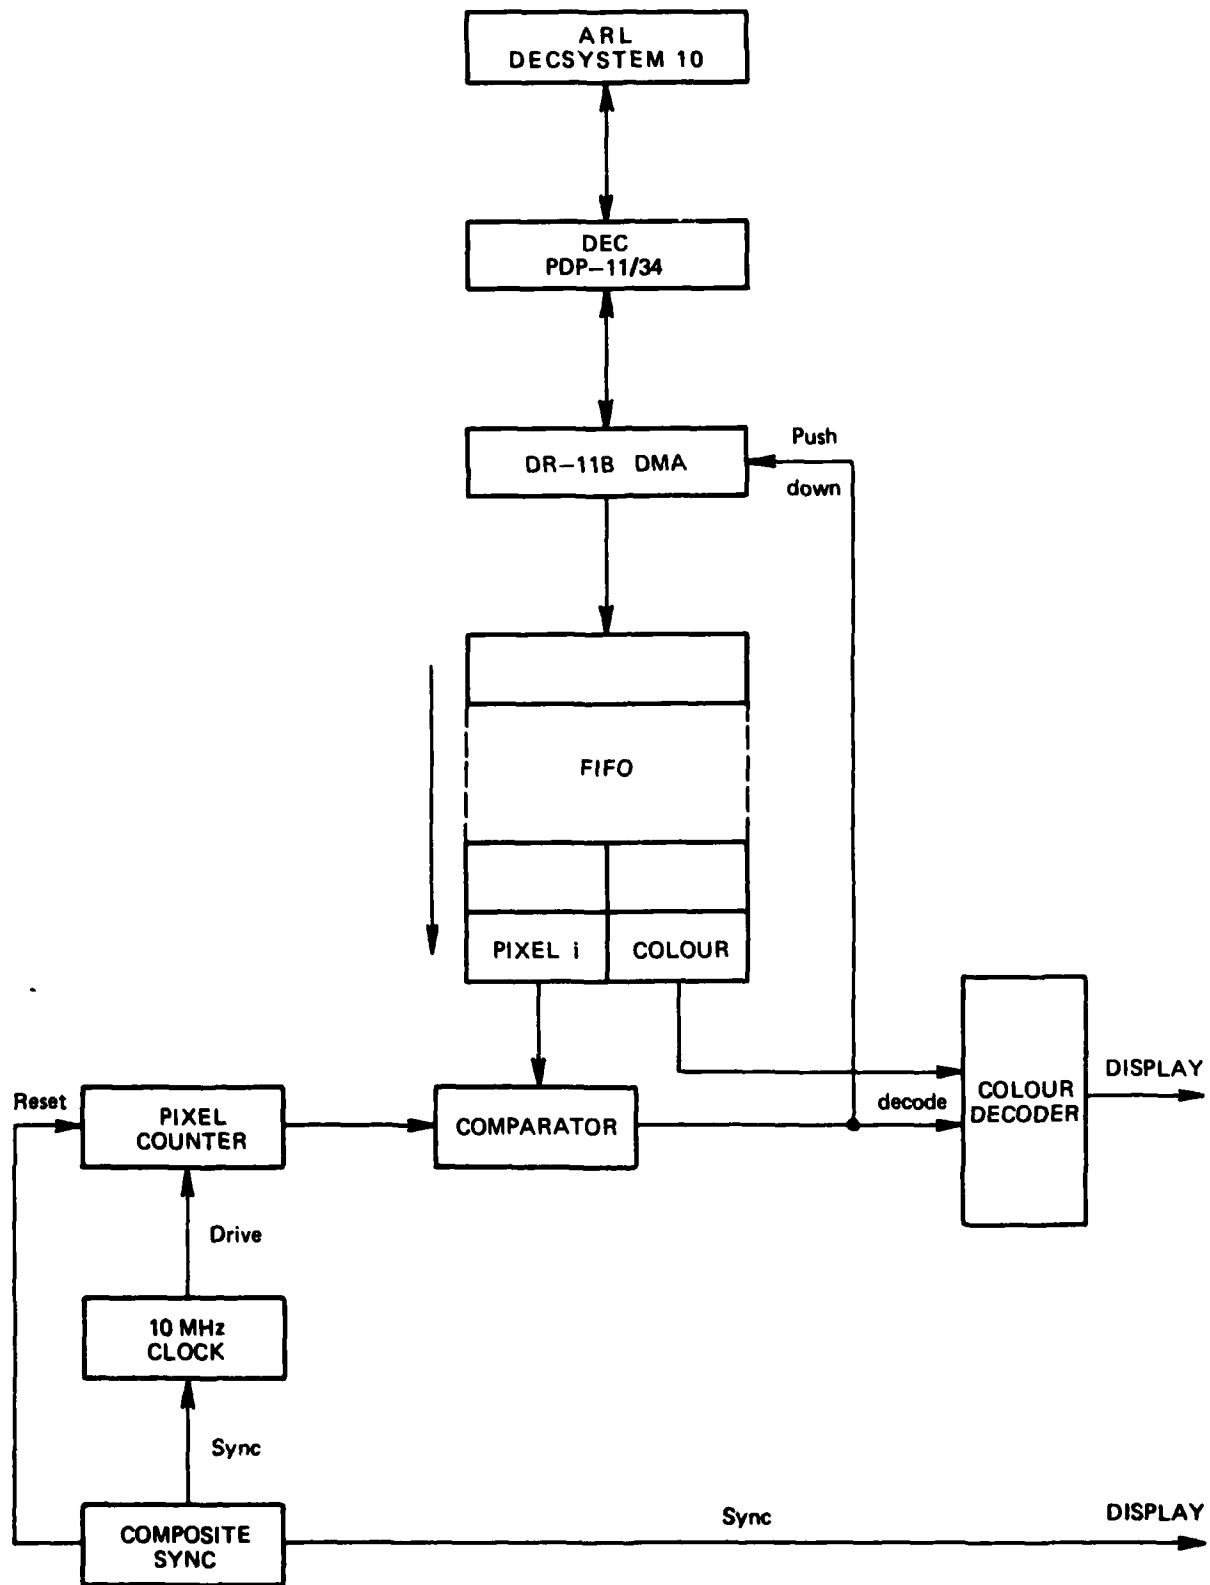 ARL
DECSYSTEM 10
DEC
PDP-11/34
DR-11B DMA
Push
down
FIFO
PIXEL i
COLOUR
Reset
PIXEL
COUNTER
COMPARATOR
decode
COLOUR
DECODER
DISPLAY
Drive
10 MHz
CLOCK
Sync
COMPOSITE
SYNC
Sync
DISPLAY